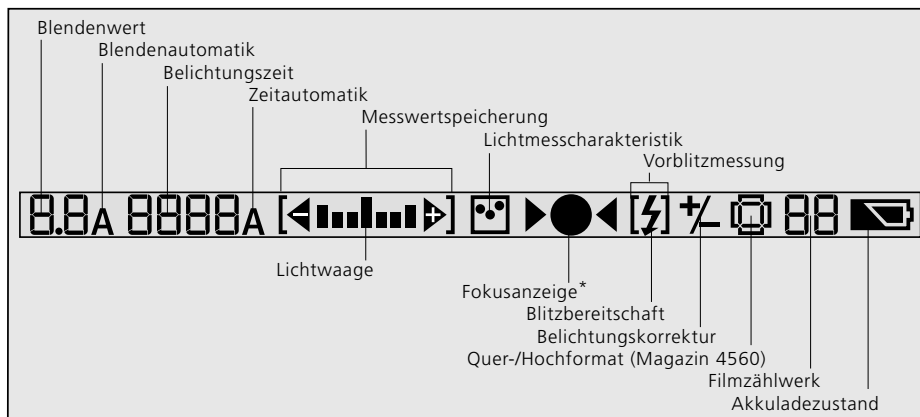 Blendenwert
Blendenautomatik
Belichtungszeit
Zeitautomatik
Messwertspeicherung
Lichtmesscharakteristik
Vorblitzmessung
8.8A 8888A [- +] [ ] +/- 88
Lichtwaage
Fokusanzeige*
Blitzbereitschaft
Belichtungskorrektur
Quer-/Hochformat (Magazin 4560)
Filmzählwerk
Akkuladezustand